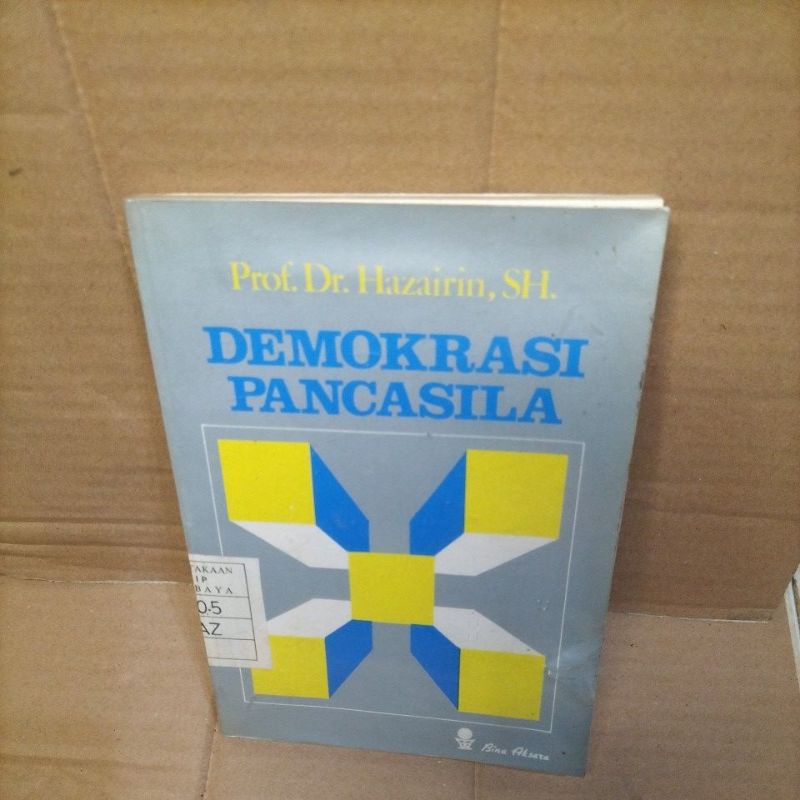 Prof. Dr. Hazairin, SH.
DEMOKRASI
PANCASILA
TAKAAN
IP
BAYA
0.5
AZ
Bina Aksara